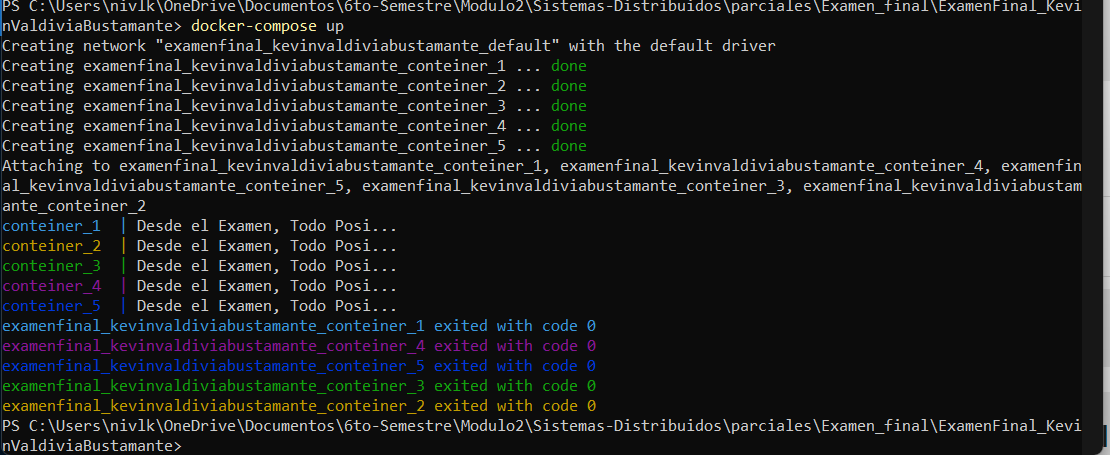 PS C:\Users\nivlk\OneDrive\Documentos\6to-Semestre\Modulo2\Sistemas-Distribuidos\parciales\Examen_final\ExamenFinal_Kevi
nValdiviaBustamante> docker-compose up
Creating network "examenfinal_kevinvaldiviabustamante_default" with the default driver
Creating examenfinal_kevinvaldiviabustamante_conteiner_1 ... done
Creating examenfinal_kevinvaldiviabustamante_conteiner_2 ... done
Creating examenfinal_kevinvaldiviabustamante_conteiner_3 ... done
Creating examenfinal_kevinvaldiviabustamante_conteiner_4 ... done
Creating examenfinal_kevinvaldiviabustamante_conteiner_5 ... done
Attaching to examenfinal_kevinvaldiviabustamante_conteiner_1, examenfinal_kevinvaldiviabustamante_conteiner_4, examenfin
al_kevinvaldiviabustamante_conteiner_5, examenfinal_kevinvaldiviabustamante_conteiner_3, examenfinal_kevinvaldiviabustam
ante_conteiner_2
conteiner_1  | Desde el Examen, Todo Posi...
conteiner_2  | Desde el Examen, Todo Posi...
conteiner_3  | Desde el Examen, Todo Posi...
conteiner_4  | Desde el Examen, Todo Posi...
conteiner_5  | Desde el Examen, Todo Posi...
examenfinal_kevinvaldiviabustamante_conteiner_1 exited with code 0
examenfinal_kevinvaldiviabustamante_conteiner_4 exited with code 0
examenfinal_kevinvaldiviabustamante_conteiner_5 exited with code 0
examenfinal_kevinvaldiviabustamante_conteiner_3 exited with code 0
examenfinal_kevinvaldiviabustamante_conteiner_2 exited with code 0
PS C:\Users\nivlk\OneDrive\Documentos\6to-Semestre\Modulo2\Sistemas-Distribuidos\parciales\Examen_final\ExamenFinal_Kevi
nValdiviaBustamante>